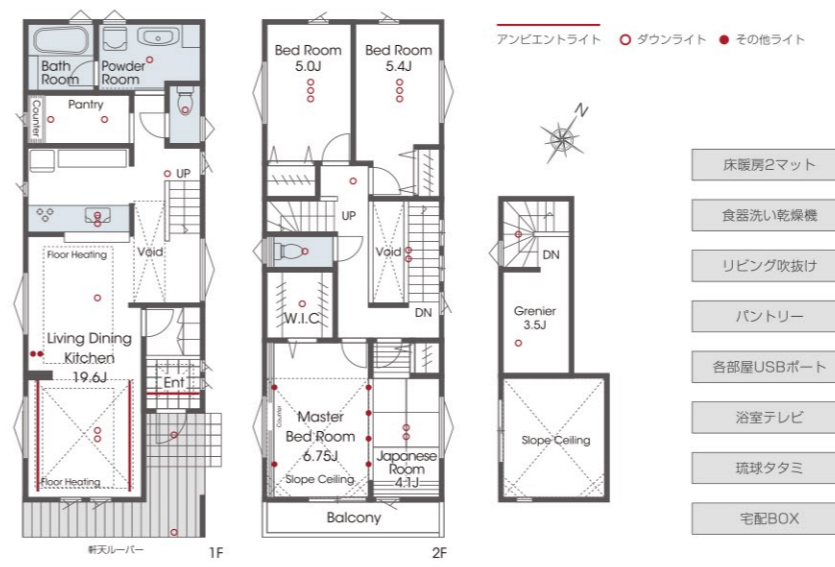 アンビエントライト
ダウンライト
その他ライト
N
Bath
Room
Powder
Room
Counter
Pantry
UP
Void
Floor Heating
Living Dining
Kitchen
19.6J
Ent
Floor Heating
軒天ルーバー
1F
Bed Room
5.0J
Bed Room
5.4J
UP
Void
W.I.C
DN
Counter
Master
Bed Room
6.75J
Slope Ceiling
Japanese
Room
4.1J
Balcony
2F
DN
Grenier
3.5J
Slope Ceiling
床暖房2マット
食器洗い乾燥機
リビング吹抜け
パントリー
各部屋USBポート
浴室テレビ
琉球タタミ
宅配BOX